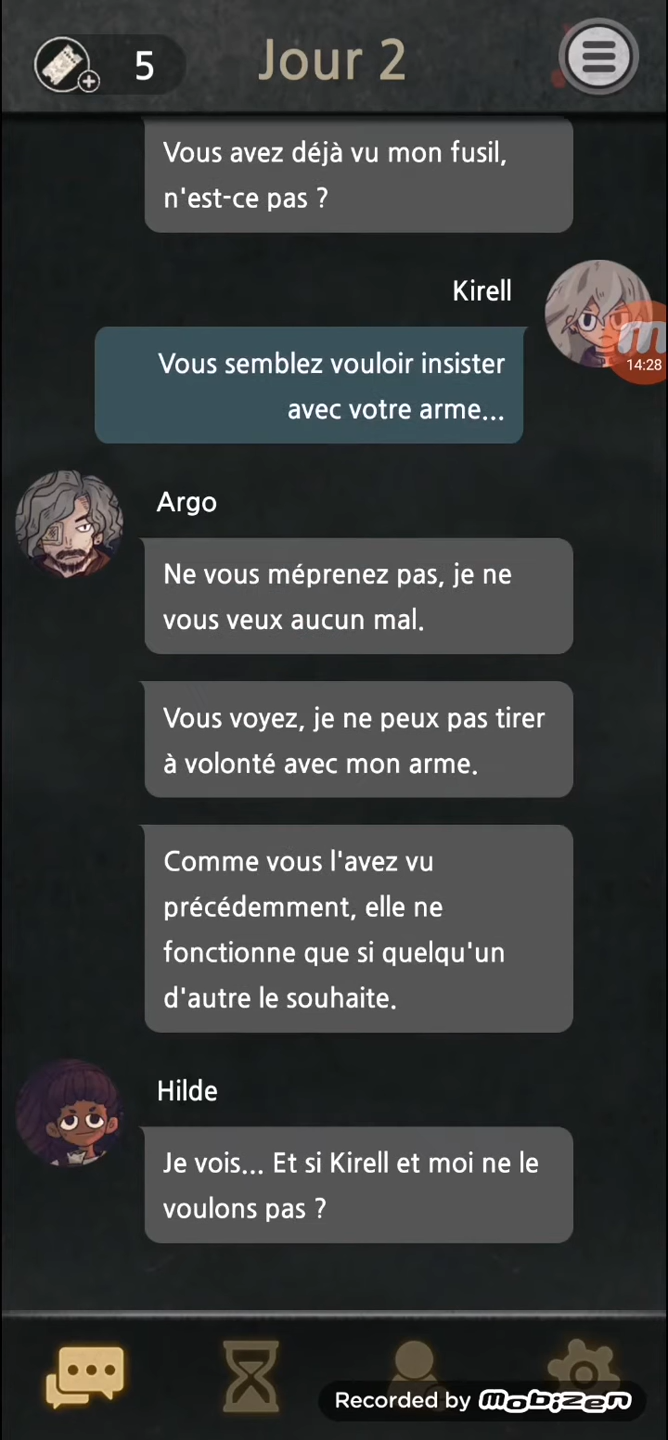 5
Jour 2
Vous avez déjà vu mon fusil,
n'est-ce pas ?
Kirell
14:28
Vous semblez vouloir insister
avec votre arme...
Argo
Ne vous méprenez pas, je ne
vous veux aucun mal.
Vous voyez, je ne peux pas tirer
à volonté avec mon arme.
Comme vous l'avez vu
précédemment, elle ne
fonctionne que si quelqu'un
d'autre le souhaite.
Hilde
Je vois... Et si Kirell et moi ne le
voulons pas ?
Recorded by Mobizen